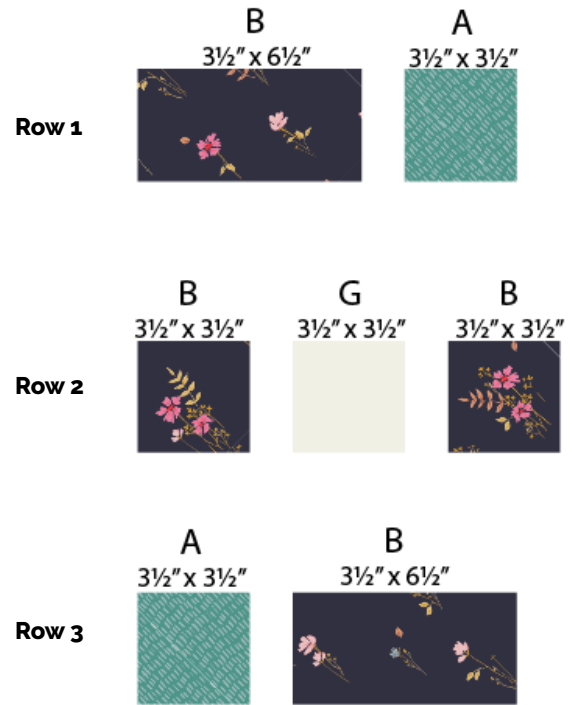 B A
3½” x 6½” 3½” x 3½”
Row 1
B G B
3½” x 3½” 3½” x 3½” 3½” x 3½”
Row 2
A B
3½” x 3½” 3½” x 6½”
Row 3